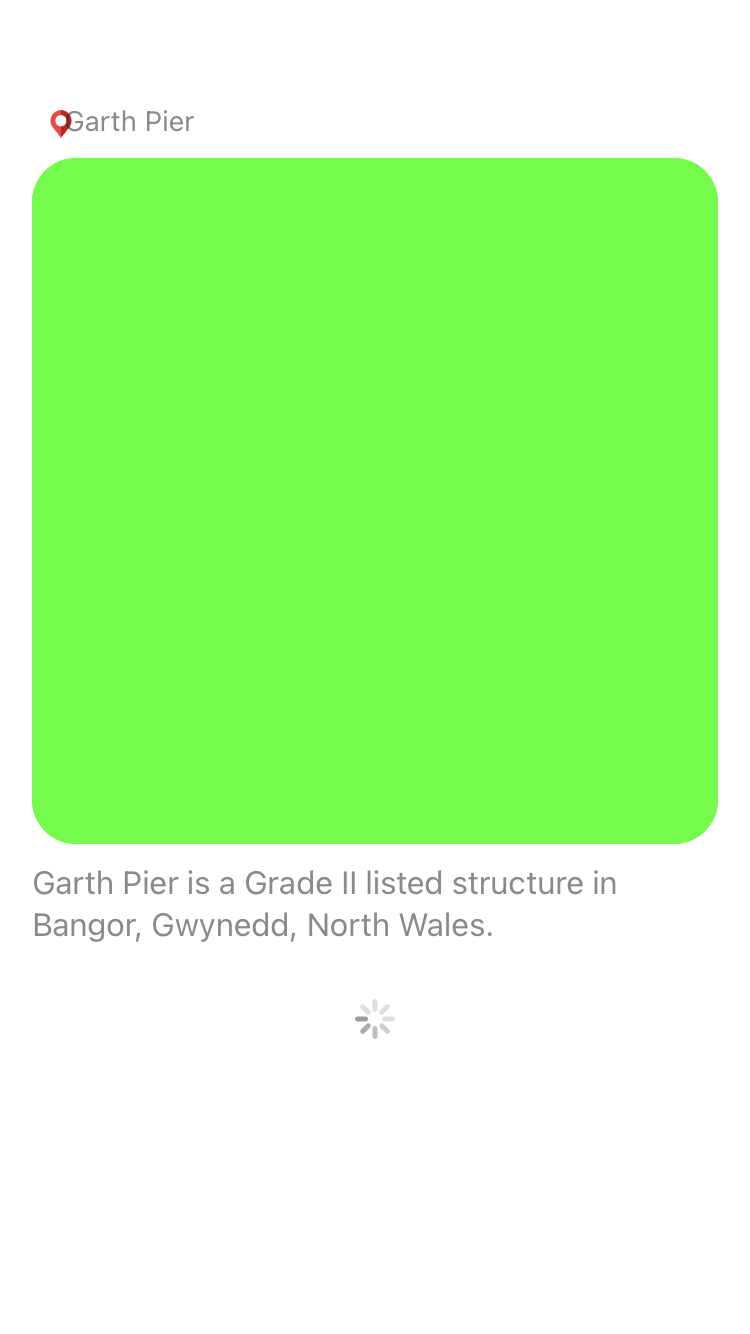 Garth Pier
Garth Pier is a Grade II listed structure in
Bangor, Gwynedd, North Wales.